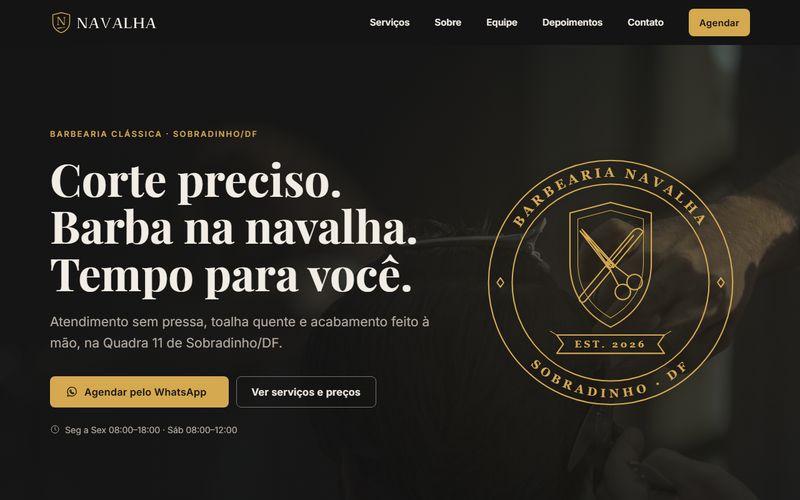 N NAVALHA
Serviços Sobre Equipe Depoimentos Contato Agendar
BARBEARIA CLÁSSICA · SOBRADINHO/DF
Corte preciso.
Barba na navalha.
Tempo para você.
Atendimento sem pressa, toalha quente e acabamento feito à
mão, na Quadra 11 de Sobradinho/DF.
Agendar pelo WhatsApp Ver serviços e preços
Seg a Sex 08:00–18:00 · Sáb 08:00–12:00
BARBEARIA NAVALHA
EST. 2026
SOBRADINHO · DF